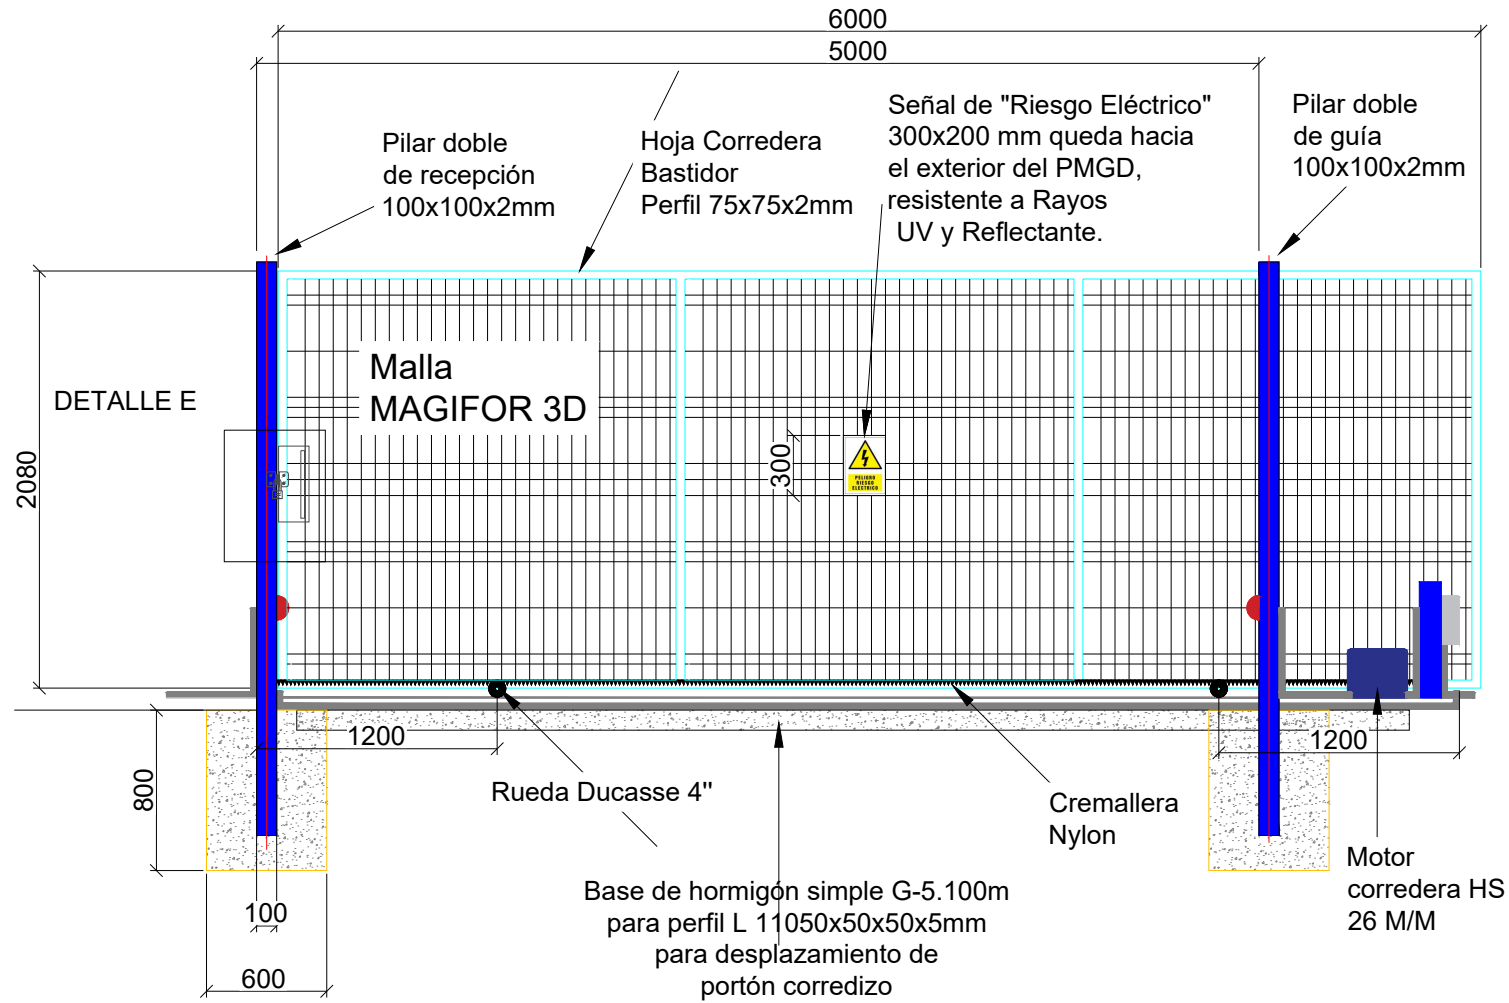 6000
5000
Pilar doble
de recepción
100x100x2mm
Hoja Corredera
Bastidor
Perfil 75x75x2mm
Señal de "Riesgo Eléctrico"
300x200 mm queda hacia
el exterior del PMGD,
resistente a Rayos
UV y Reflectante.
Pilar doble
de guía
100x100x2mm
Malla
MAGIFOR 3D
DETALLE E
2080
300
PELIGRO
RIESGO
ELECTRICO
1200
1200
800
Rueda Ducasse 4"
Cremallera
Nylon
Motor
corredera HS
26 M/M
Base de hormigón simple G-5.100m
para perfil L 11050x50x50x5mm
para desplazamiento de
portón corredizo
100
600